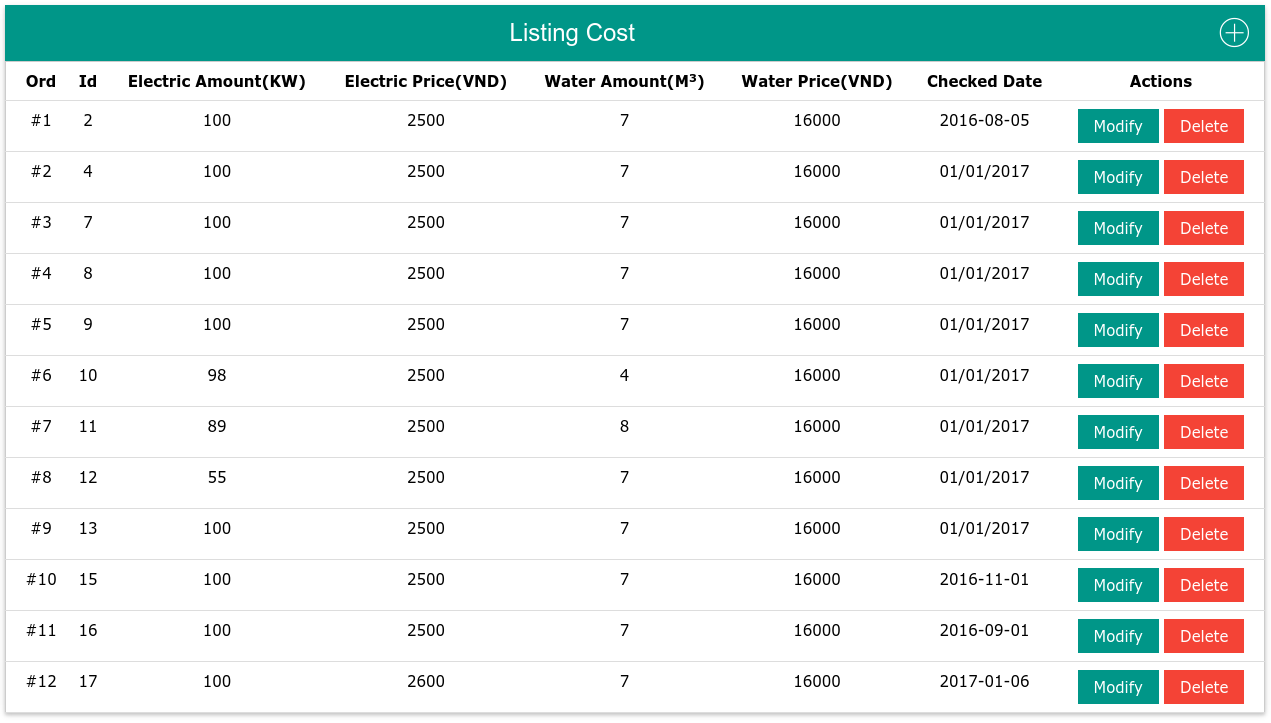 Listing Cost
Ord Id Electric Amount(KW) Electric Price(VND) Water Amount(M³) Water Price(VND) Checked Date Actions
#1 2 100 2500 7 16000 2016-08-05 Modify Delete
#2 4 100 2500 7 16000 01/01/2017 Modify Delete
#3 7 100 2500 7 16000 01/01/2017 Modify Delete
#4 8 100 2500 7 16000 01/01/2017 Modify Delete
#5 9 100 2500 7 16000 01/01/2017 Modify Delete
#6 10 98 2500 4 16000 01/01/2017 Modify Delete
#7 11 89 2500 8 16000 01/01/2017 Modify Delete
#8 12 55 2500 7 16000 01/01/2017 Modify Delete
#9 13 100 2500 7 16000 01/01/2017 Modify Delete
#10 15 100 2500 7 16000 2016-11-01 Modify Delete
#11 16 100 2500 7 16000 2016-09-01 Modify Delete
#12 17 100 2600 7 16000 2017-01-06 Modify Delete